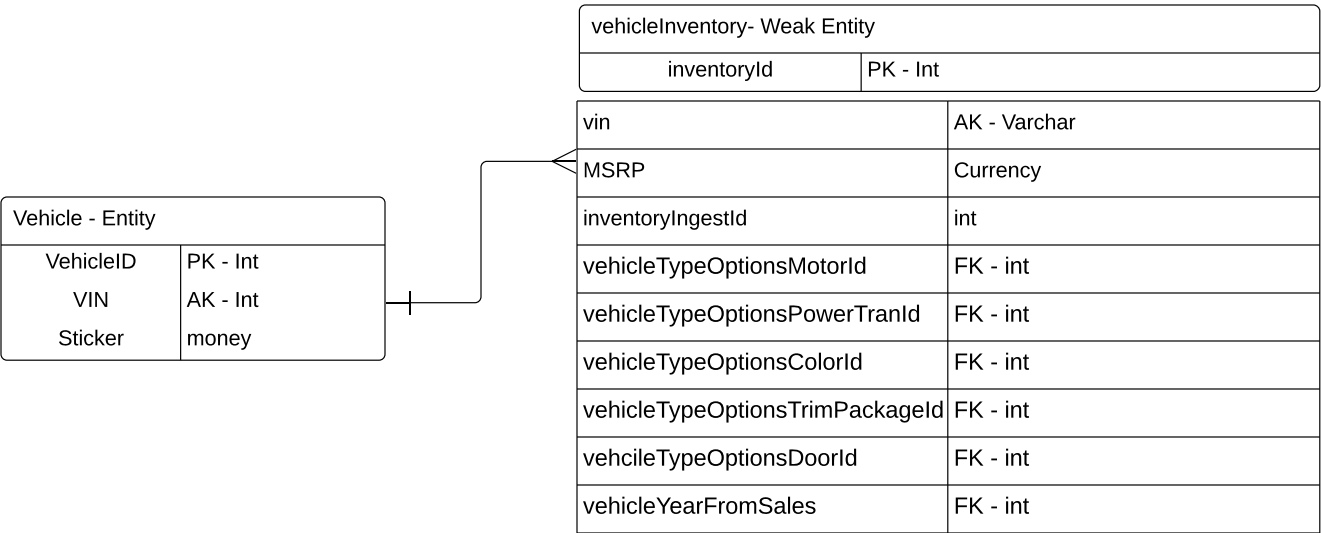 vehicleInventory- Weak Entity
inventoryId PK - Int
vin AK - Varchar
MSRP Currency
inventoryIngestId int
vehicleTypeOptionsMotorId FK - int
vehicleTypeOptionsPowerTranId FK - int
vehicleTypeOptionsColorId FK - int
vehicleTypeOptionsTrimPackageId FK - int
vehcileTypeOptionsDoorId FK - int
vehicleYearFromSales FK - int
Vehicle - Entity
VehicleID PK - Int
VIN AK - Int
Sticker money